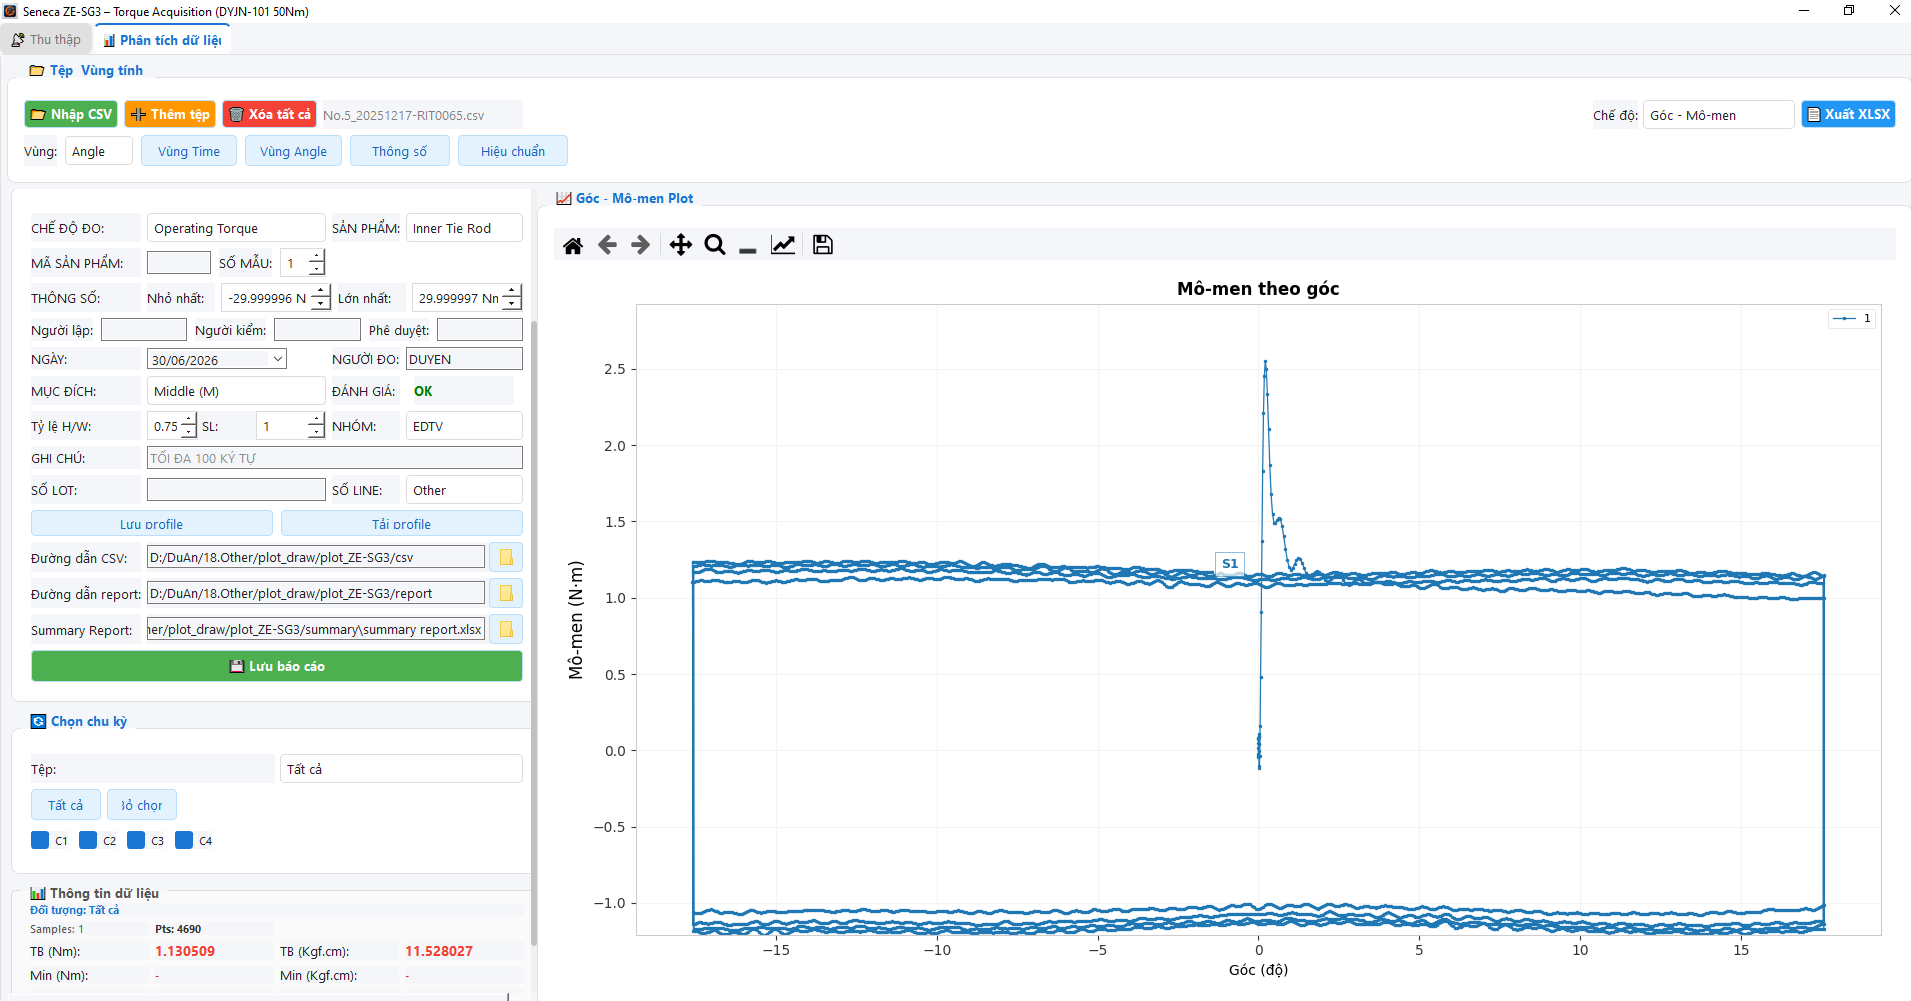 Seneca ZE-SG3 – Torque Acquisition (DYJN-101 50Nm)
Thu thập
Phân tích dữ liệu
Tệp Vùng tính
Nhập CSV
Thêm tệp
Xóa tất cả
No.5_20251217-RIT0065.csv
Chế độ:
Góc - Mô-men
Xuất XLSX
Vùng:
Angle
Vùng Time
Vùng Angle
Thông số
Hiệu chuẩn
CHẾ ĐỘ ĐO:
Operating Torque
SẢN PHẨM:
Inner Tie Rod
MÃ SẢN PHẨM:
SỐ MẪU:
1
THÔNG SỐ:
Nhỏ nhất:
-29.999996 N
Lớn nhất:
29.999997 Nm
Người lập:
Người kiểm:
Phê duyệt:
NGÀY:
30/06/2026
NGƯỜI ĐO:
DUYEN
MỤC ĐÍCH:
Middle (M)
ĐÁNH GIÁ:
OK
Tỷ lệ H/W:
0.75
SL:
1
NHÓM:
EDTV
GHI CHÚ:
TỐI ĐA 100 KÝ TỰ
SỐ LOT:
SỐ LINE:
Other
Lưu profile
Tải profile
Đường dẫn CSV:
D:/DuAn/18.Other/plot_draw/plot_ZE-SG3/csv
Đường dẫn report:
D:/DuAn/18.Other/plot_draw/plot_ZE-SG3/report
Summary Report:
ner/plot_draw/plot_ZE-SG3/summary\summary report.xlsx
Lưu báo cáo
Chọn chu kỳ
Tệp:
Tất cả
Tất cả
Bỏ chọn
C1
C2
C3
C4
Thông tin dữ liệu
Đối tượng: Tất cả
Samples: 1
Pts: 4690
TB (Nm):
1.130509
TB (Kgf.cm):
11.528027
Min (Nm):
-
Min (Kgf.cm):
-
Góc - Mô-men Plot
Mô-men theo góc
1
S1
Mô-men (N·m)
2.5
2.0
1.5
1.0
0.5
0.0
−0.5
−1.0
−15
−10
−5
0
5
10
15
Góc (độ)